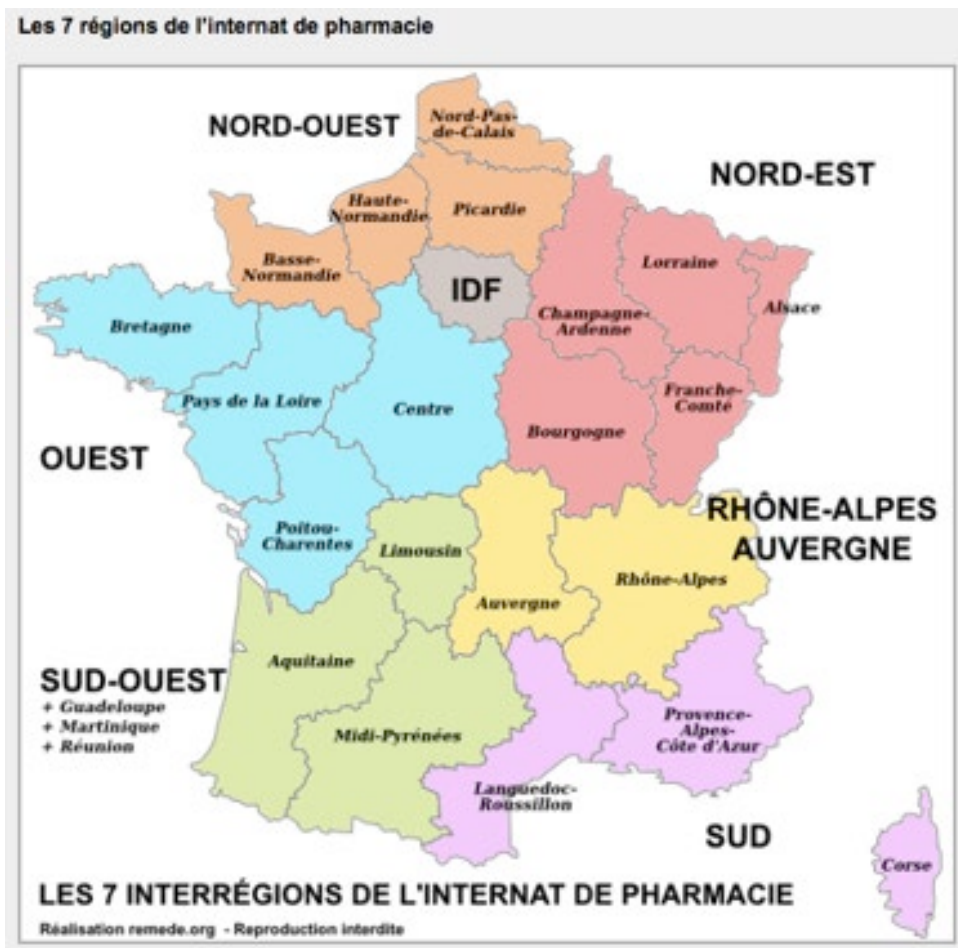 Les 7 régions de l'internat de pharmacie
NORD-OUEST
Nord-Pas-
de-Calais
NORD-EST
Haute-
Normandie
Picardie
Basse-
Normandie
IDF
Lorraine
Champagne-
Ardenne
Alsace
Bretagne
Pays de la Loire
Centre
Franche-
Comté
Bourgogne
OUEST
Poitou-
Charentes
Limousin
RHÔNE-ALPES
AUVERGNE
Rhône-Alpes
Auvergne
Aquitaine
SUD-OUEST
+ Guadeloupe
+ Martinique
+ Réunion
Midi-Pyrénées
Provence-
Alpes-
Côte d'Azur
Languedoc-
Roussillon
SUD
Corse
LES 7 INTERRÉGIONS DE L'INTERNAT DE PHARMACIE
Réalisation remede.org - Reproduction interdite